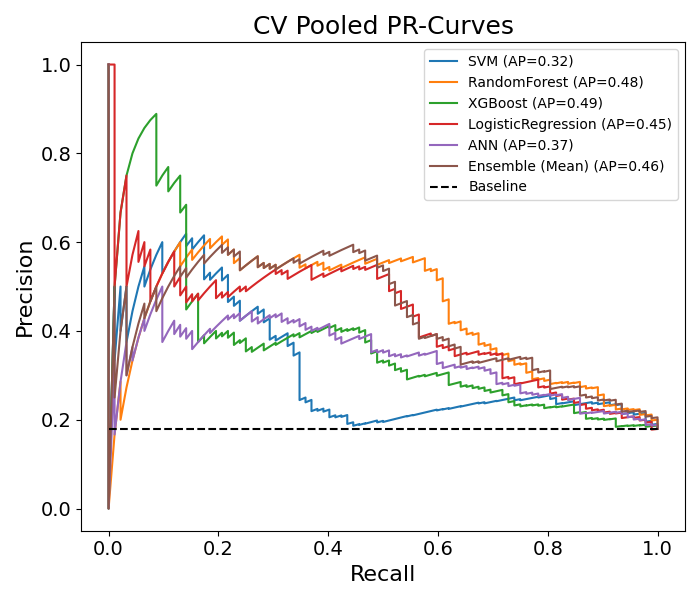 CV Pooled PR-Curves
SVM (AP=0.32)
RandomForest (AP=0.48)
XGBoost (AP=0.49)
LogisticRegression (AP=0.45)
ANN (AP=0.37)
Ensemble (Mean) (AP=0.46)
Baseline
Precision
1.0
0.8
0.6
0.4
0.2
0.0
0.0 0.2 0.4 0.6 0.8 1.0
Recall